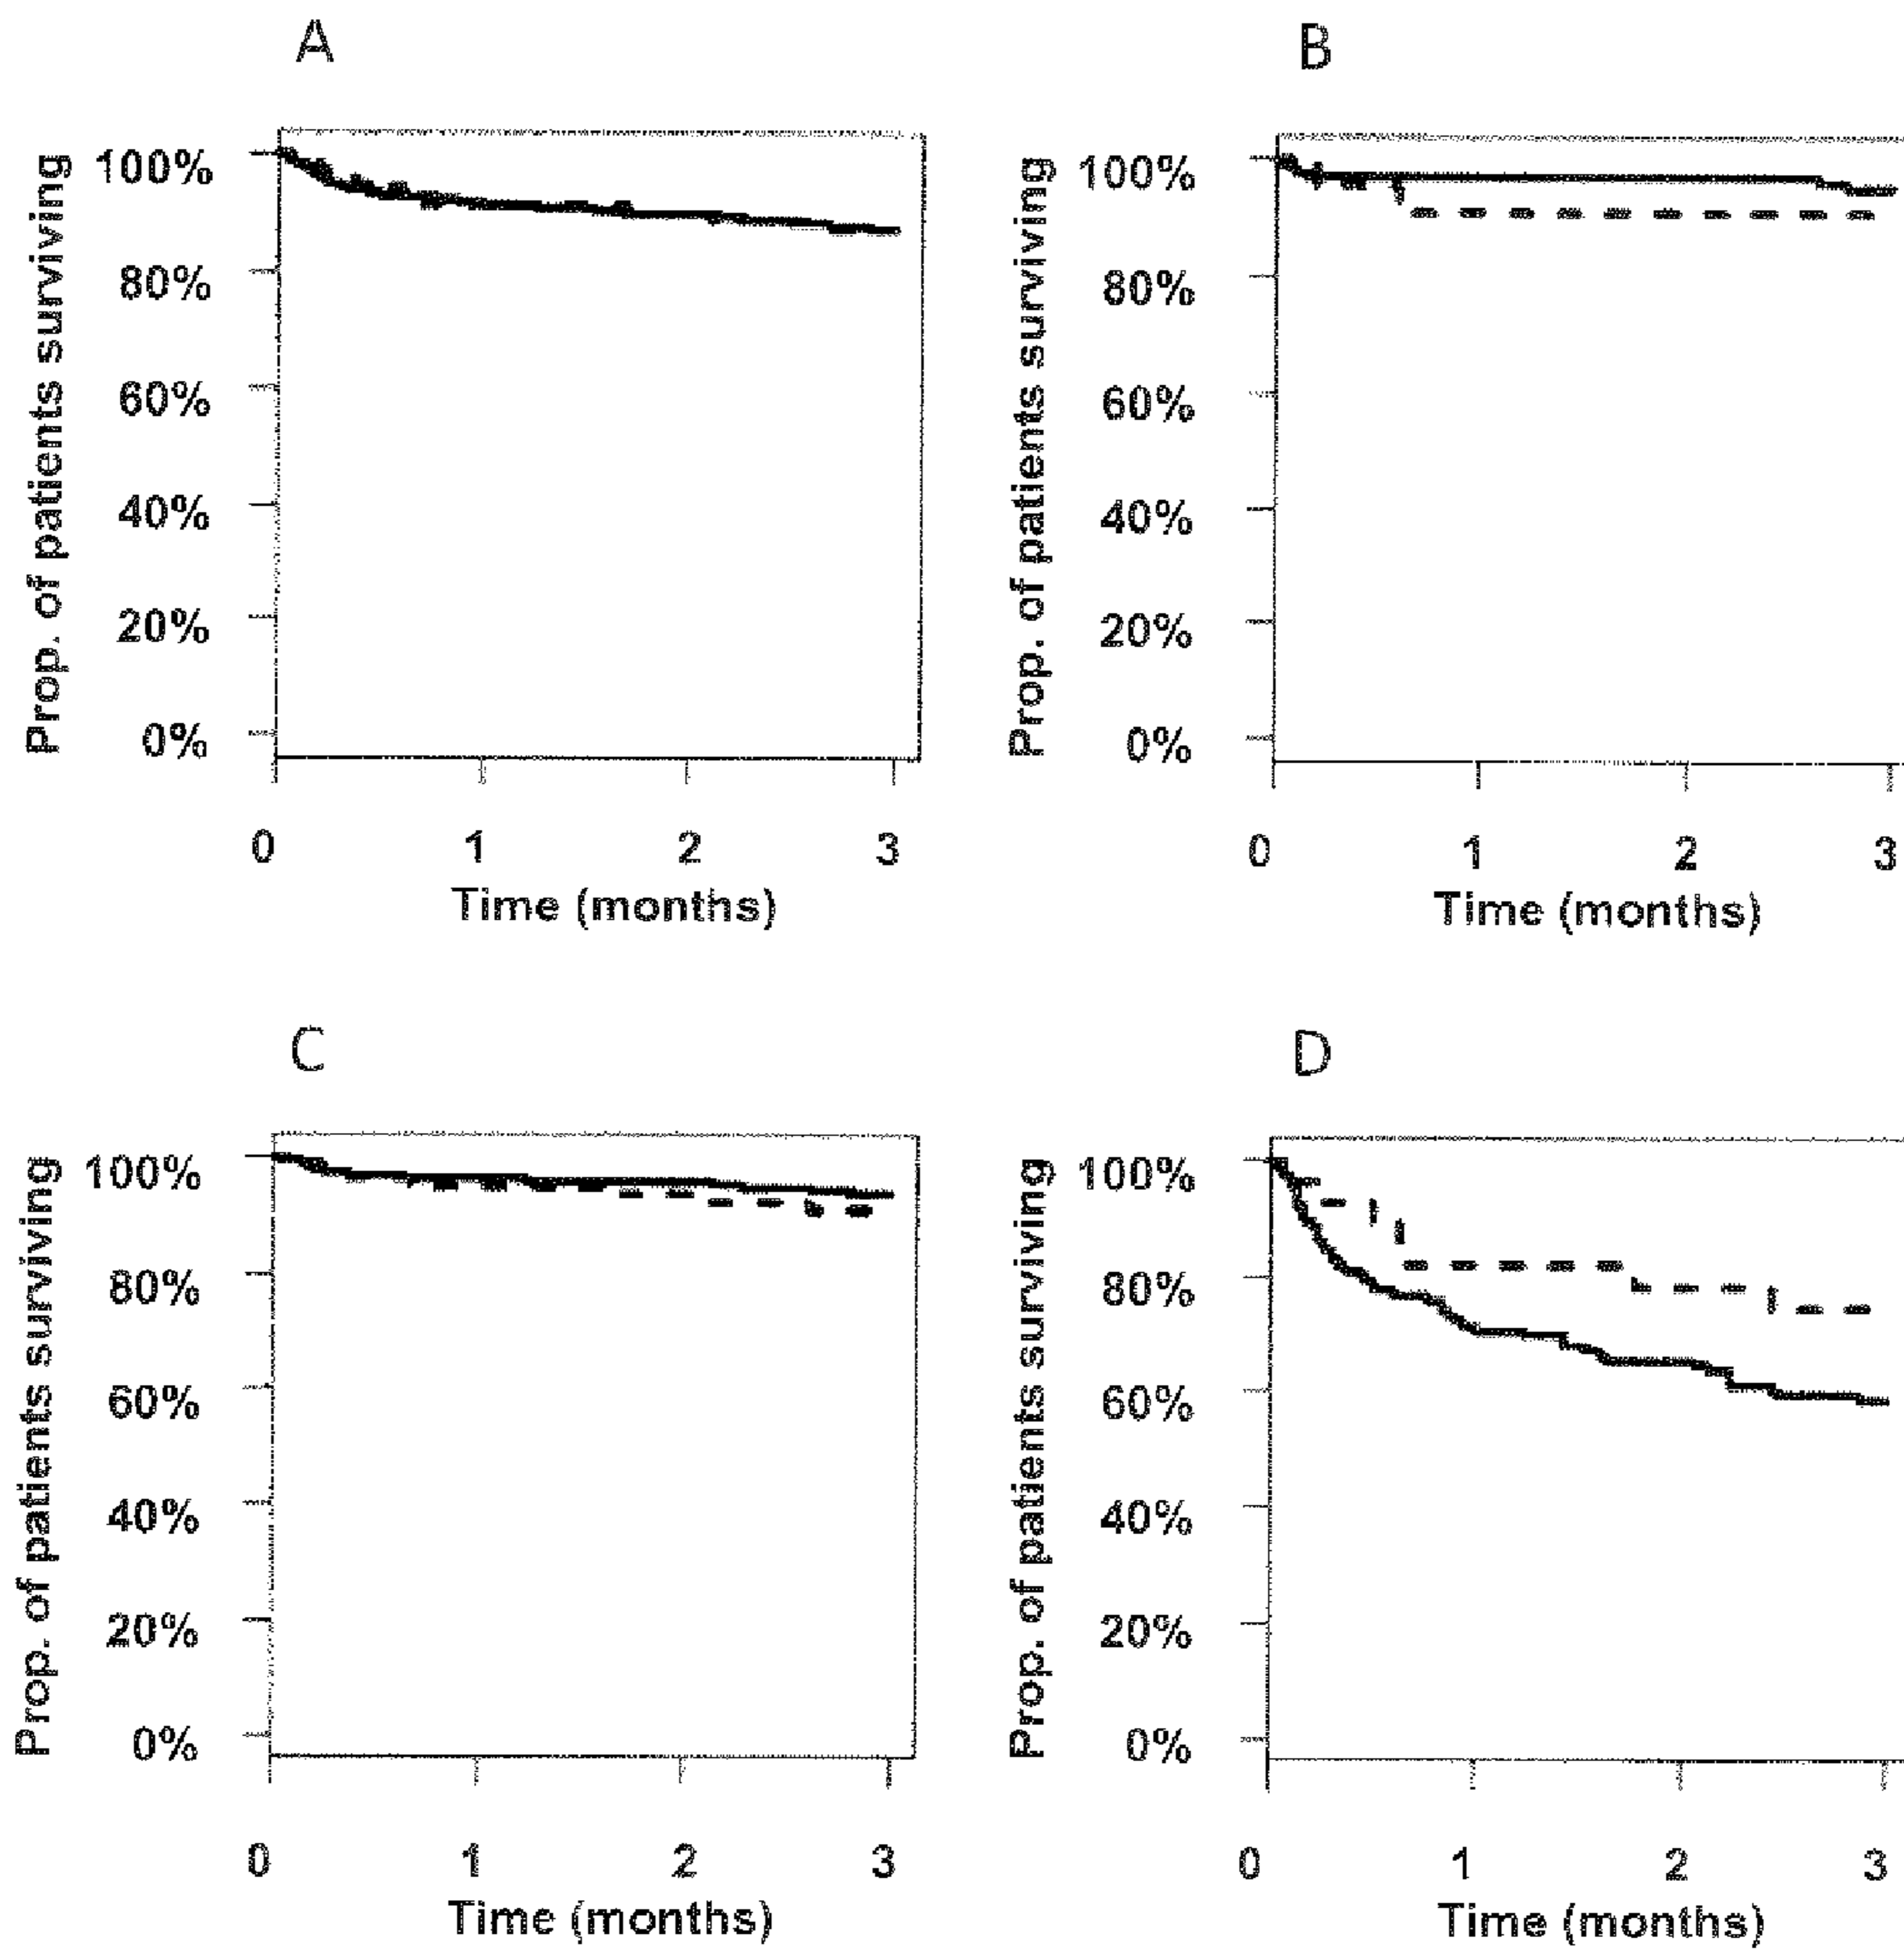 A
Prop. of patients surviving
100%
80%
60%
40%
20%
0%
0 1 2 3
Time (months)
B
Prop. of patients surviving
100%
80%
60%
40%
20%
0%
0 1 2 3
Time (months)
C
Prop. of patients surviving
100%
80%
60%
40%
20%
0%
0 1 2 3
Time (months)
D
Prop. of patients surviving
100%
80%
60%
40%
20%
0%
0 1 2 3
Time (months)